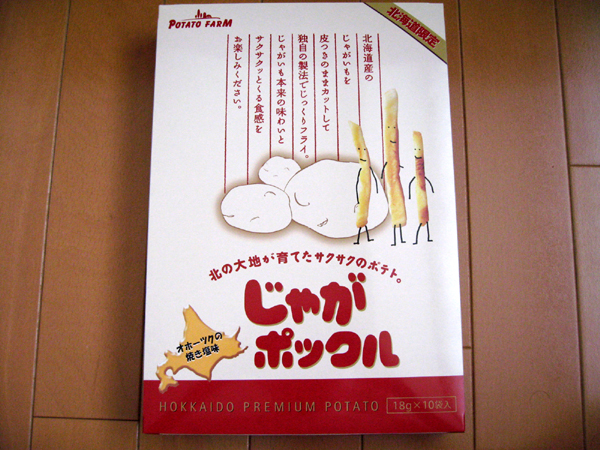 POTATO FARM
北海道限定
北海道産の
じゃがいもを
皮つきのままカットして
独自の製法でじっくりフライ。
じゃがいも本来の味わいと
サクサクッとくる食感を
お楽しみください。
北の大地が育てたサクサクのポテト。
じゃが
ポックル
オホーツクの
焼き塩味
HOKKAIDO PREMIUM POTATO 18g×10袋入